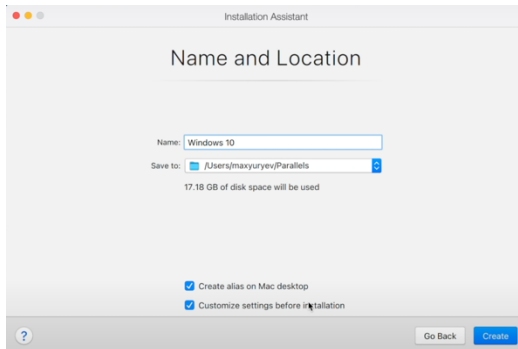 Installation Assistant
Name and Location
Name: Windows 10
Save to: /Users/maxyuryev/Parallels
17.18 GB of disk space will be used
Create alias on Mac desktop
Customize settings before installation
? Go Back Create